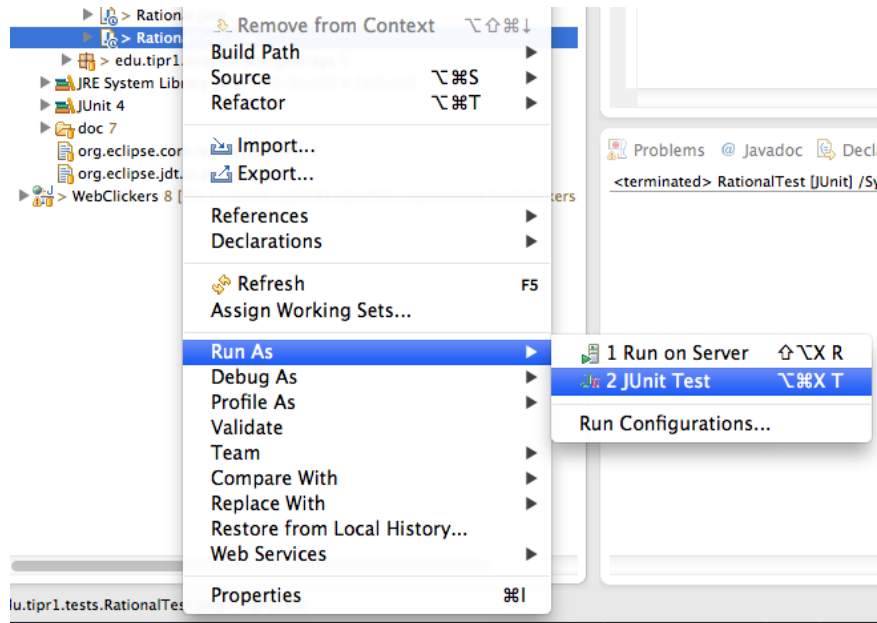 > Rational
Remove from Context ⌥⇧⌘↓
> Ration
Build Path
> edu.tipr1.
Source ⌥⌘S
JRE System Lib
Refactor ⌥⌘T
JUnit 4
doc 7
Import...
org.eclipse.cor
Export...
org.eclipse.jdt.
> WebClickers 8 [
kers
References
Declarations
Refresh F5
Assign Working Sets...
Run As
Debug As
Profile As
Validate
Team
Compare With
Replace With
Restore from Local History...
Web Services
Properties ⌘I
1 Run on Server ⇧⌥X R
2 JUnit Test ⌥⌘X T
Run Configurations...
Problems @ Javadoc Decl
<terminated> RationalTest [JUnit] /Sy
du.tipr1.tests.RationalTes